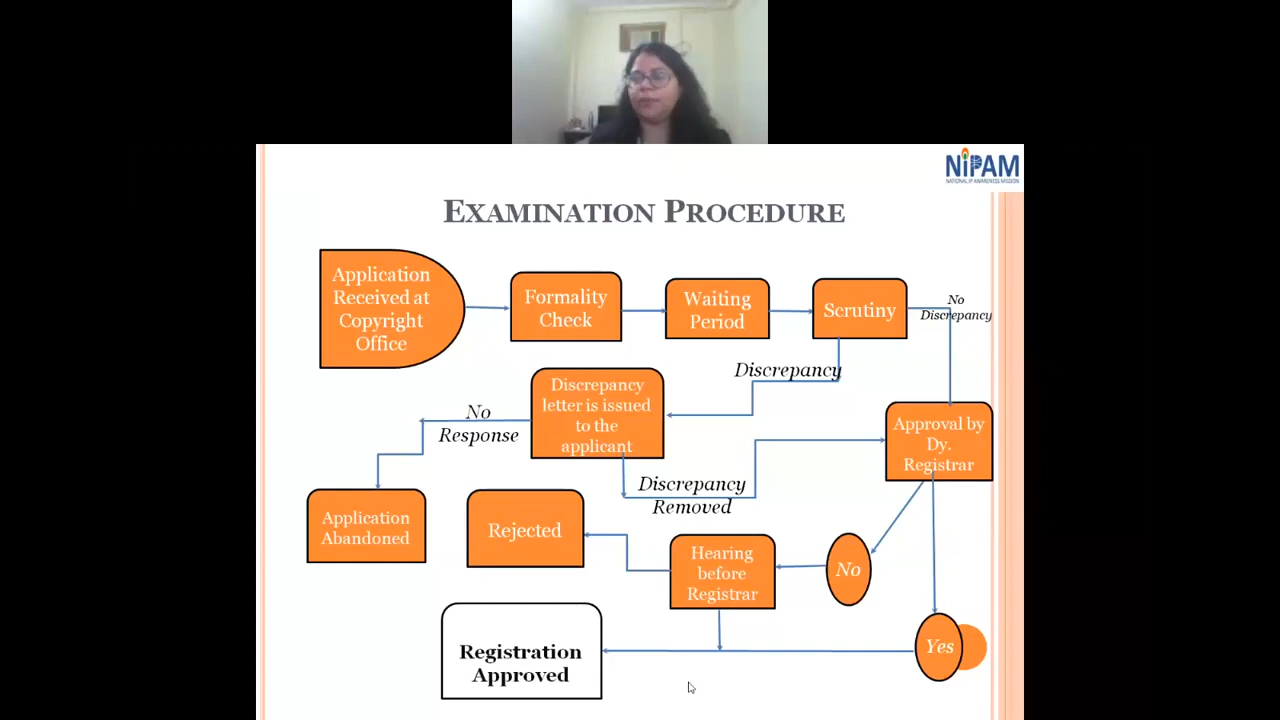 NiPAM
NATIONAL IP AWARENESS MISSION
EXAMINATION PROCEDURE
Application
Received at
Copyright
Office
Formality
Check
Waiting
Period
Scrutiny
No
Discrepancy
Discrepancy
Discrepancy
letter is issued
to the
applicant
No
Response
Approval by
Dy.
Registrar
Discrepancy
Removed
Application
Abandoned
Rejected
Hearing
before
Registrar
No
Yes
Registration
Approved